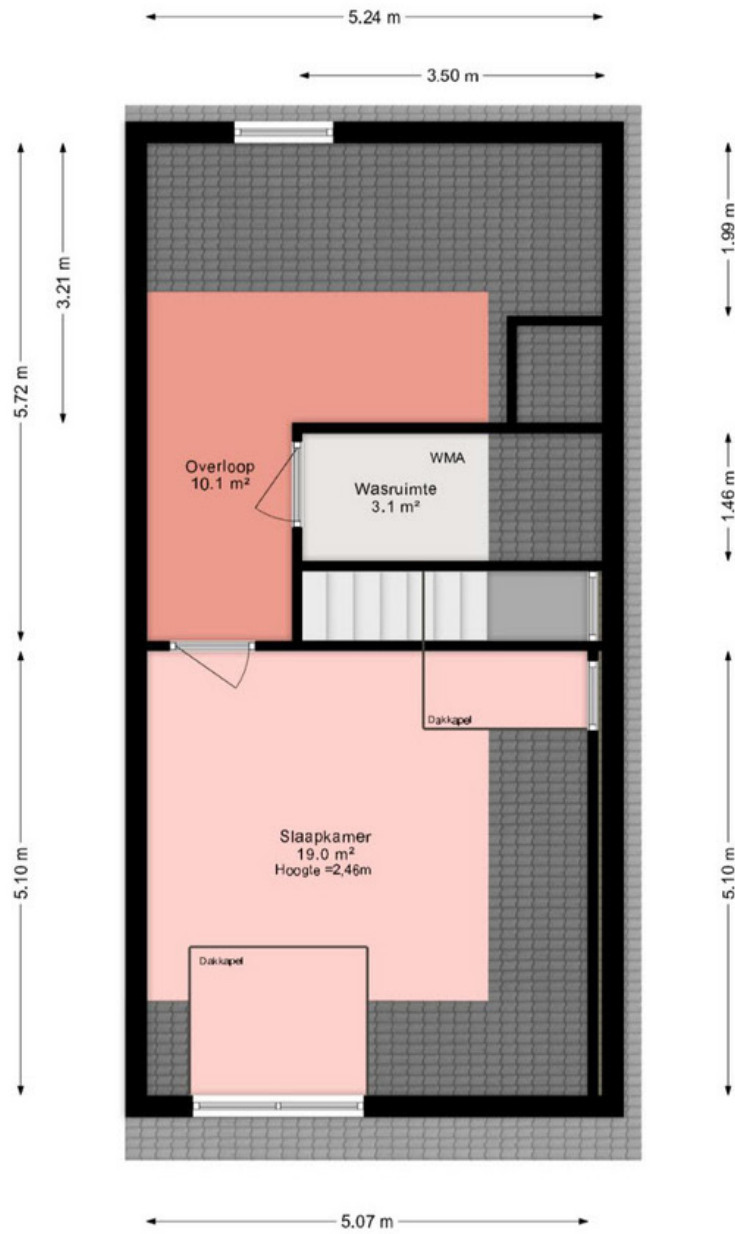 5.24 m
3.50 m
5.72 m
3.21 m
1.99 m
Overloop
10.1 m²
WMA
Wasruimte
3.1 m²
1.46 m
Dakkapel
Slaapkamer
19.0 m²
Hoogte =2,46m
5.10 m
5.10 m
Dakkapel
5.07 m